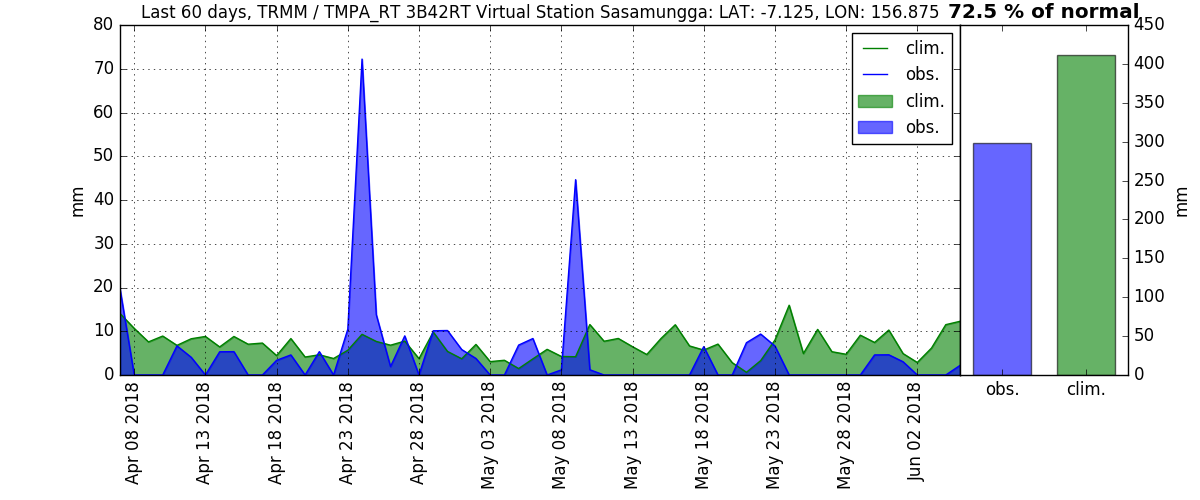 Last 60 days, TRMM / TMPA_RT 3B42RT Virtual Station Sasamungga: LAT: -7.125, LON: 156.875 72.5 % of normal
80
70
60
50
40
30
20
10
0
mm
clim.
obs.
clim.
obs.
Apr 08 2018
Apr 13 2018
Apr 18 2018
Apr 23 2018
Apr 28 2018
May 03 2018
May 08 2018
May 13 2018
May 18 2018
May 23 2018
May 28 2018
Jun 02 2018
450
400
350
300
250
200
150
100
50
0
mm
obs. clim.